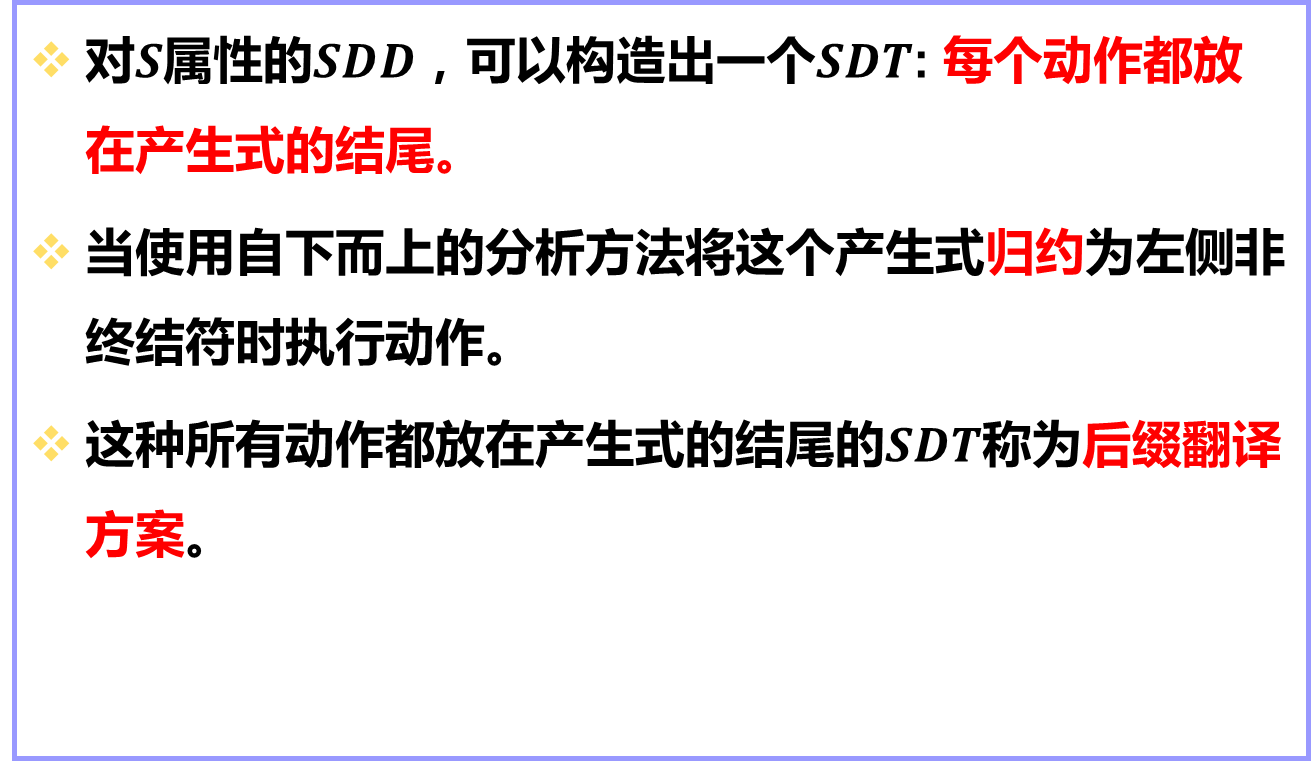 对S属性的SDD，可以构造出一个SDT: 每个动作都放
在产生式的结尾。
当使用自下而上的分析方法将这个产生式归约为左侧非
终结符时执行动作。
这种所有动作都放在产生式的结尾的SDT称为后缀翻译
方案。